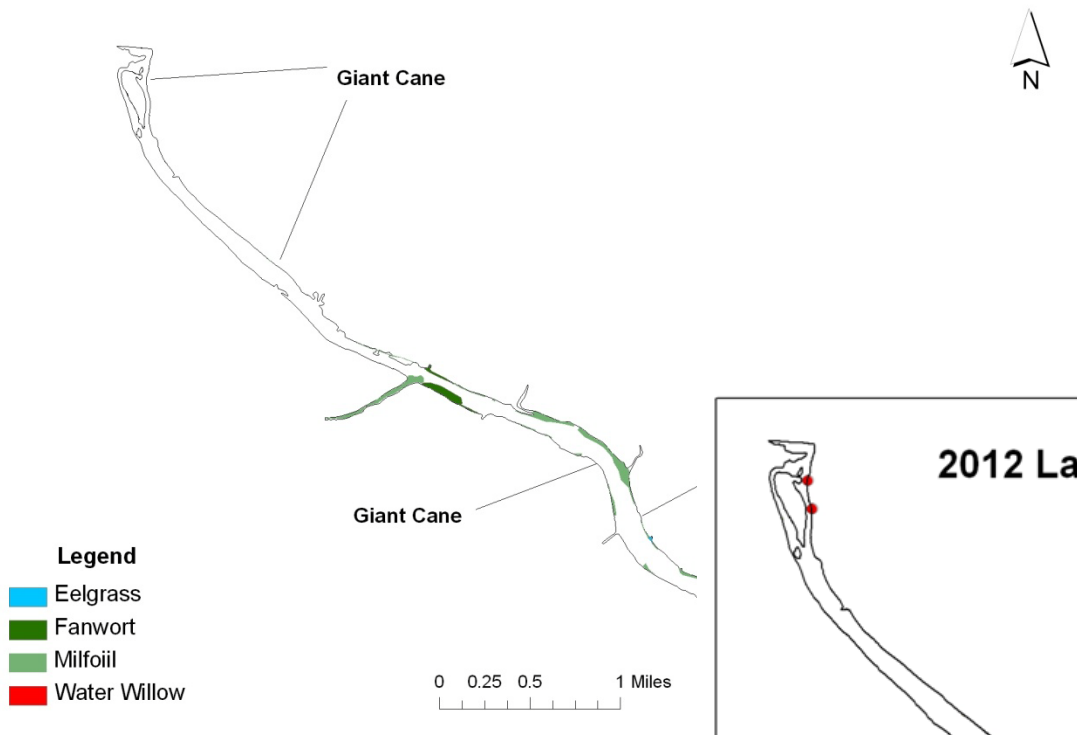 N
Giant Cane
2012 La
Giant Cane
Legend
Eelgrass
Fanwort
Milfoiil
Water Willow
0 0.25 0.5 1 Miles